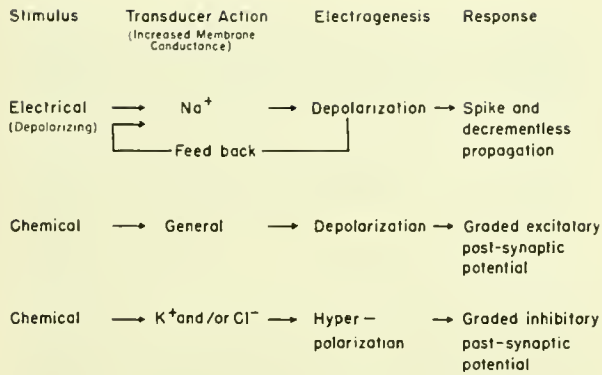 Stimulus Transducer Action Electrogenesis Response
(Increased Membrane
Conductance)
Electrical Na⁺ Depolarization Spike and
(Depolarizing) decrementless
Feed back propagation
Chemical General Depolarization Graded excitatory
post-synaptic
potential
Chemical K⁺ and/or Cl⁻ Hyper– Graded inhibitory
polarization post-synaptic
potential